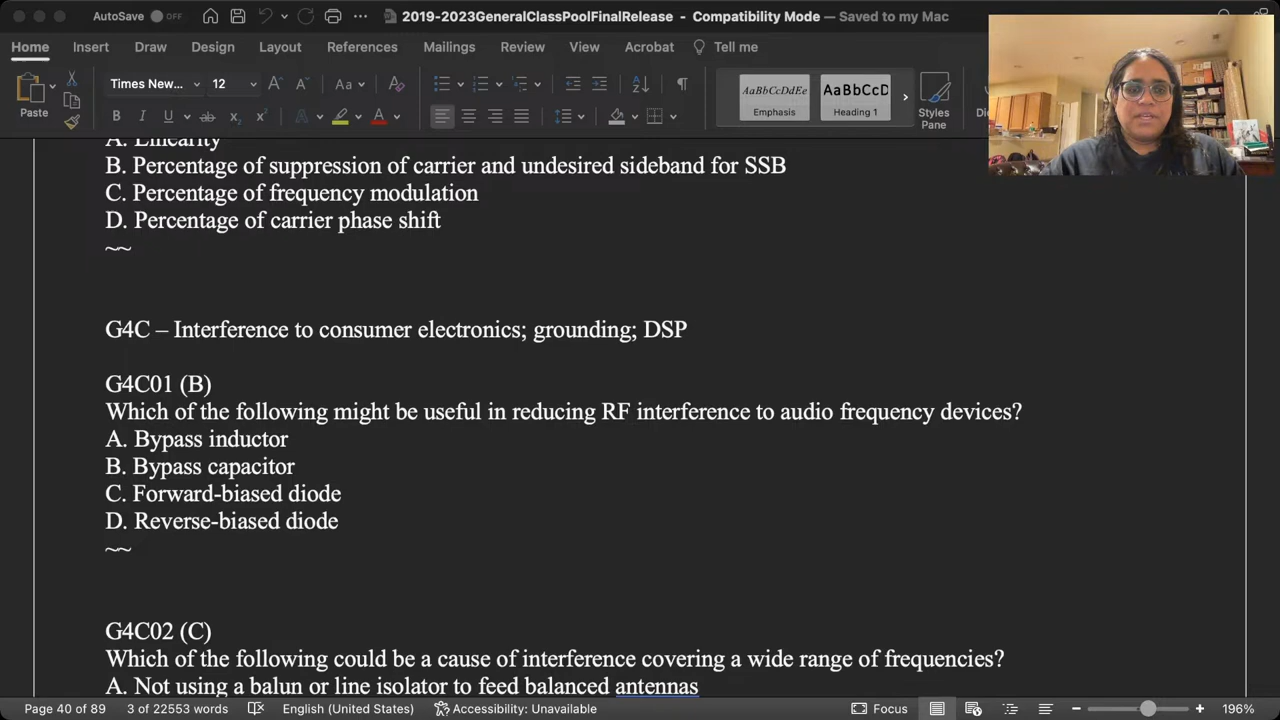 AutoSave OFF
2019-2023GeneralClassPoolFinalRelease - Compatibility Mode — Saved to my Mac
Home Insert Draw Design Layout References Mailings Review View Acrobat Tell me
Paste
Times New... 12 Aa
AaBbCcDdEe
Emphasis
AaBbCcD
Heading 1
Styles
Pane
A. Linearity
B. Percentage of suppression of carrier and undesired sideband for SSB
C. Percentage of frequency modulation
D. Percentage of carrier phase shift
~~
G4C – Interference to consumer electronics; grounding; DSP
G4C01 (B)
Which of the following might be useful in reducing RF interference to audio frequency devices?
A. Bypass inductor
B. Bypass capacitor
C. Forward-biased diode
D. Reverse-biased diode
~~
G4C02 (C)
Which of the following could be a cause of interference covering a wide range of frequencies?
A. Not using a balun or line isolator to feed balanced antennas
Page 40 of 89 3 of 22553 words English (United States) Accessibility: Unavailable Focus 196%